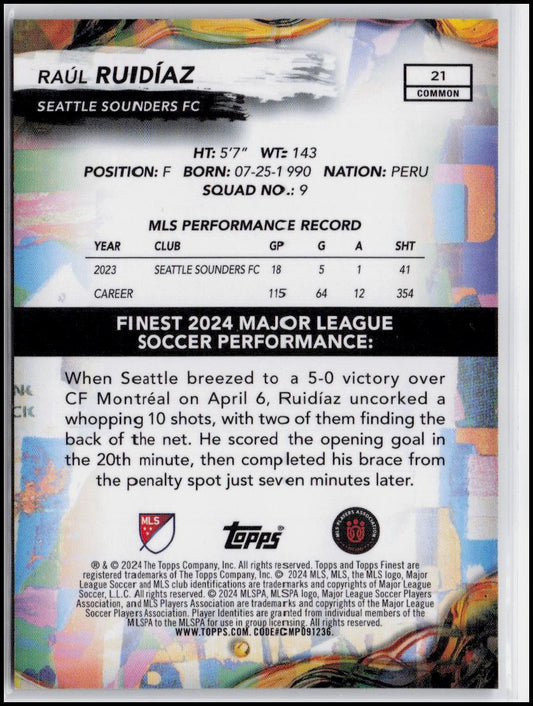 RAÚL RUIDÍAZ
21
COMMON
SEATTLE SOUNDERS FC
HT: 5'7" WT: 143
POSITION: F BORN: 07-25-1990 NATION: PERU
SQUAD NO.: 9
MLS PERFORMANCE RECORD
YEAR CLUB GP G A SHT
2023 SEATTLE SOUNDERS FC 18 5 1 41
CAREER 115 64 12 354
FINEST 2024 MAJOR LEAGUE
SOCCER PERFORMANCE:
When Seattle breezed to a 5-0 victory over
CF Montréal on April 6, Ruidíaz uncorked a
whopping 10 shots, with two of them finding the
back of the net. He scored the opening goal in
the 20th minute, then completed his brace from
the penalty spot just seven minutes later.
MLS
Topps®
MLS PLAYERS ASSOCIATION
® & © 2024 The Topps Company, Inc. All rights reserved. Topps and Topps Finest are
registered trademarks of The Topps Company, Inc. © 2024 MLS, MLS, the MLS logo, Major
League Soccer and MLS club identifications are trademarks and copyrights of Major League
Soccer, L.L.C. All rights reserved. © 2024 MLSPA, MLSPA logo, Major League Soccer Players
Association, and MLS Players Association are trademarks and copyrights of Major League
Soccer Players Association. Player Identities are granted from individual members of the
MLSPA to the MLSPA for use in group licensing. All rights reserved.
WWW.TOPPS.COM. CODE#CMP091236.